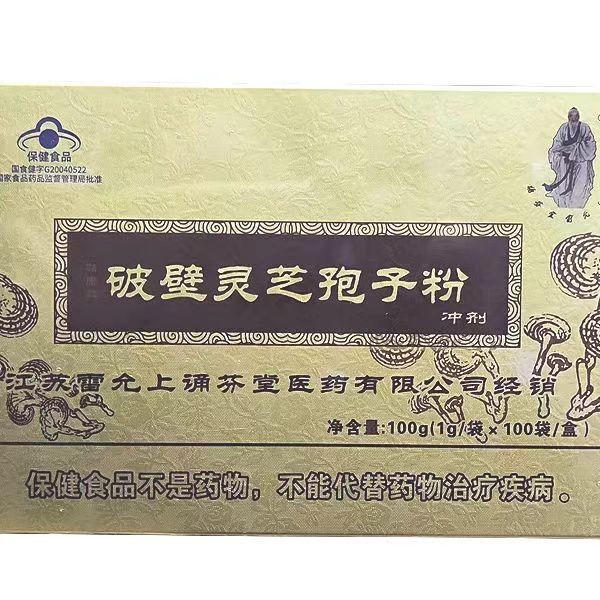 保健食品
国食健字G20040522
国家食品药品监督管理局批准
破壁灵芝孢子粉
冲剂
江苏雷允上诵芬堂医药有限公司经销
净含量:100g(1g/袋×100袋/盒)
保健食品不是药物，不能代替药物治疗疾病。